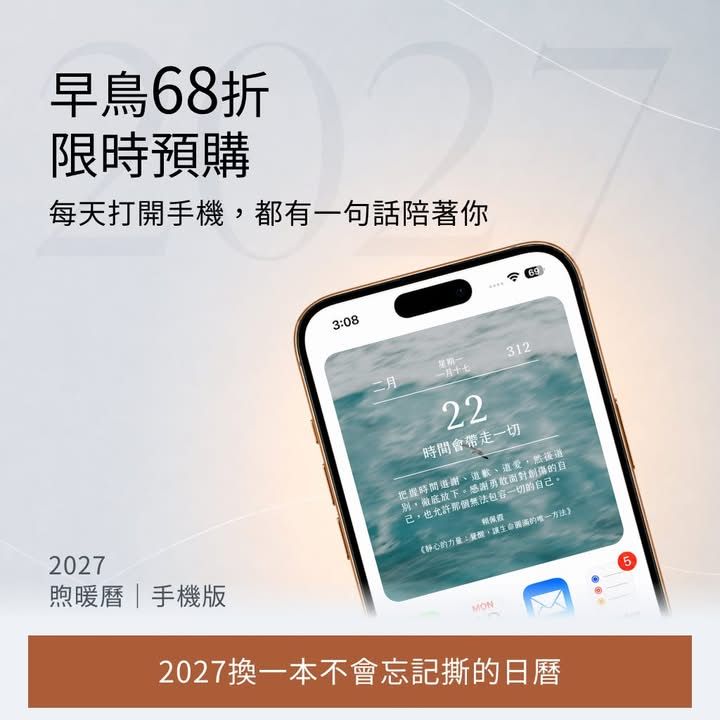 2027
早鳥68折
限時預購
每天打開手機，都有一句話陪著你
3:08
69
二月
星期一
一月十七
312
22
時間會帶走一切
把握時間道謝、道歉、道愛，然後道
別，徹底放下。感謝勇敢面對創傷的自
己，也允許那個無法包容一切的自己。
賴佩霞
《靜心的力量：覺醒，讓生命圓滿的唯一方法》
5
MON
2027
煦暖曆｜手機版
2027換一本不會忘記撕的日曆